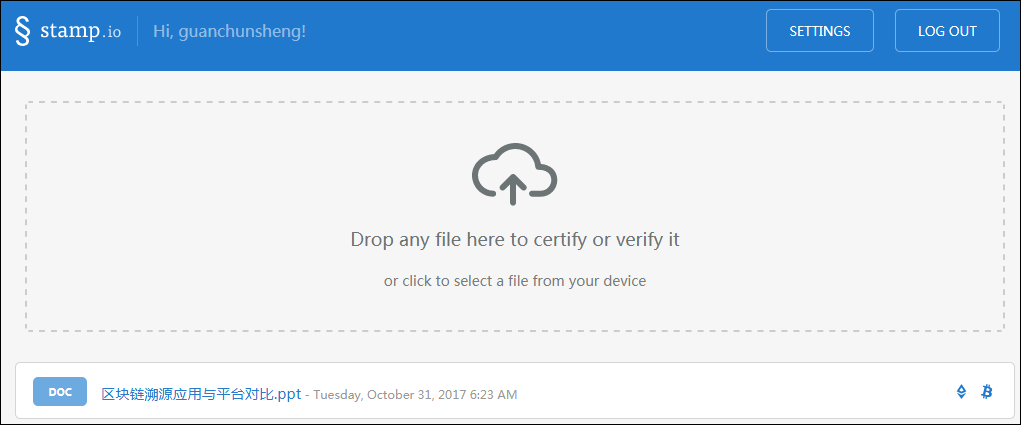 § stamp.io Hi, guanchunsheng! SETTINGS LOG OUT
Drop any file here to certify or verify it
or click to select a file from your device
DOC 区块链溯源应用与平台对比.ppt - Tuesday, October 31, 2017 6:23 AM